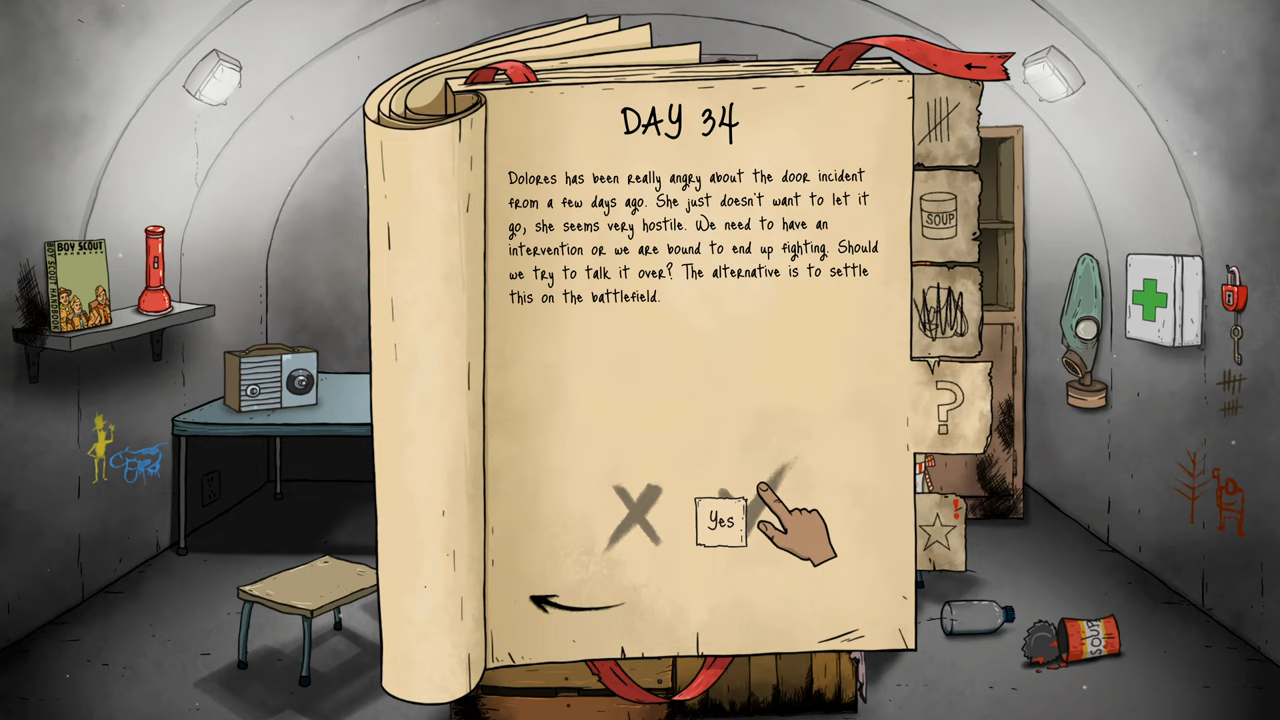 DAY 34
Dolores has been really angry about the door incident
from a few days ago. She just doesn't want to let it
go, she seems very hostile. We need to have an
intervention or we are bound to end up fighting. Should
we try to talk it over? The alternative is to settle
this on the battlefield.
Yes
SOUP
BOY SCOUT
BOY SCOUT HANDBOOK
SOUP